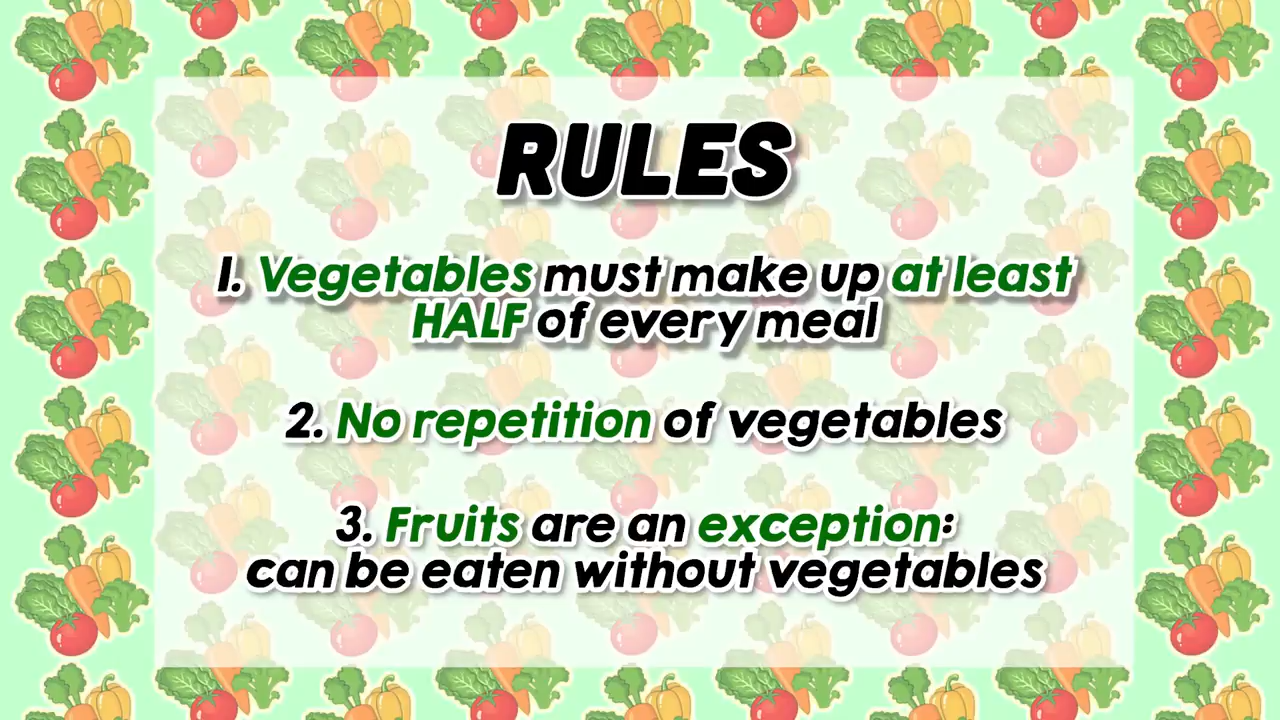 RULES
1. Vegetables must make up at least
HALF of every meal
2. No repetition of vegetables
3. Fruits are an exception:
can be eaten without vegetables